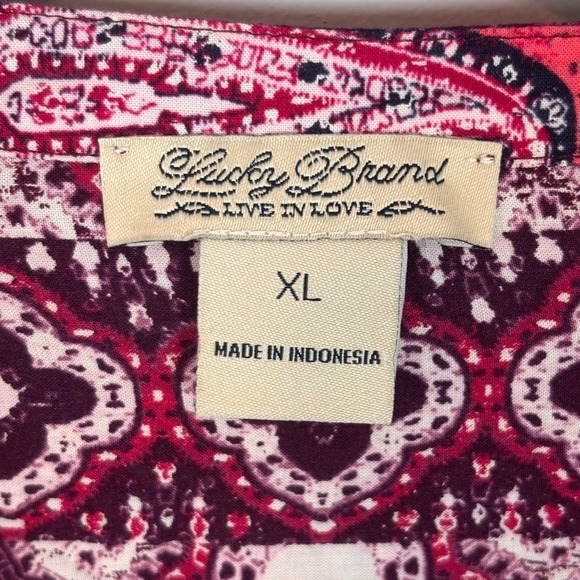 Lucky Brand
LIVE IN LOVE
XL
MADE IN INDONESIA